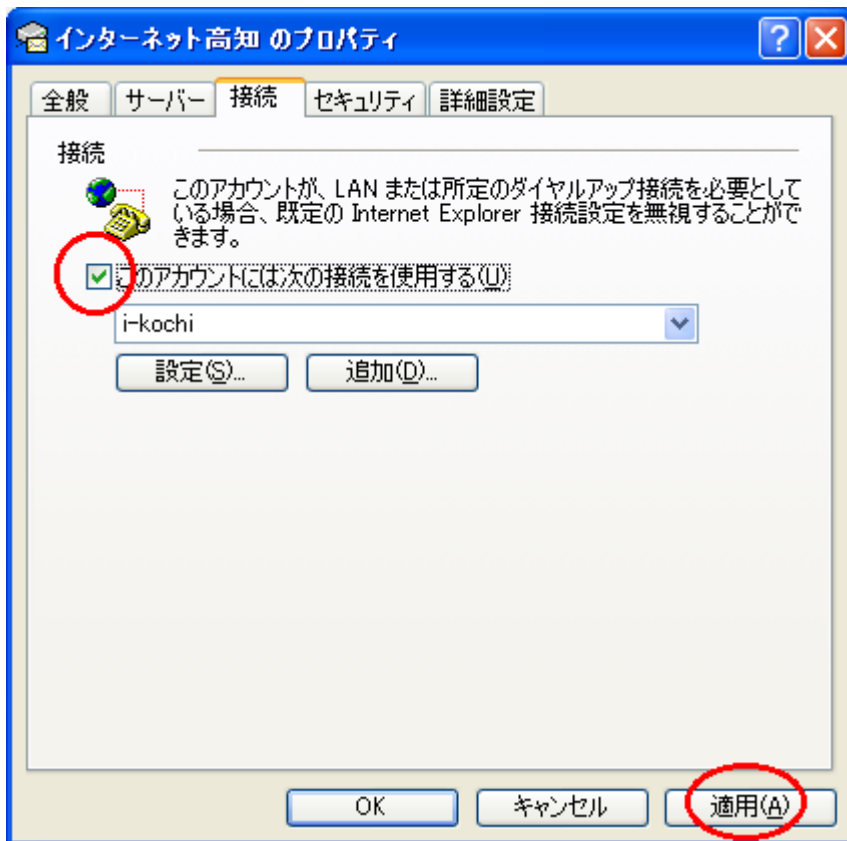 インターネット高知 のプロパティ
全般 サーバー 接続 セキュリティ 詳細設定
接続
このアカウントが、LAN または所定のダイヤルアップ接続を必要として
いる場合、既定の Internet Explorer 接続設定を無視することがで
きます。
このアカウントには次の接続を使用する(U)
i-kochi
設定(S)... 追加(D)...
OK キャンセル 適用(A)